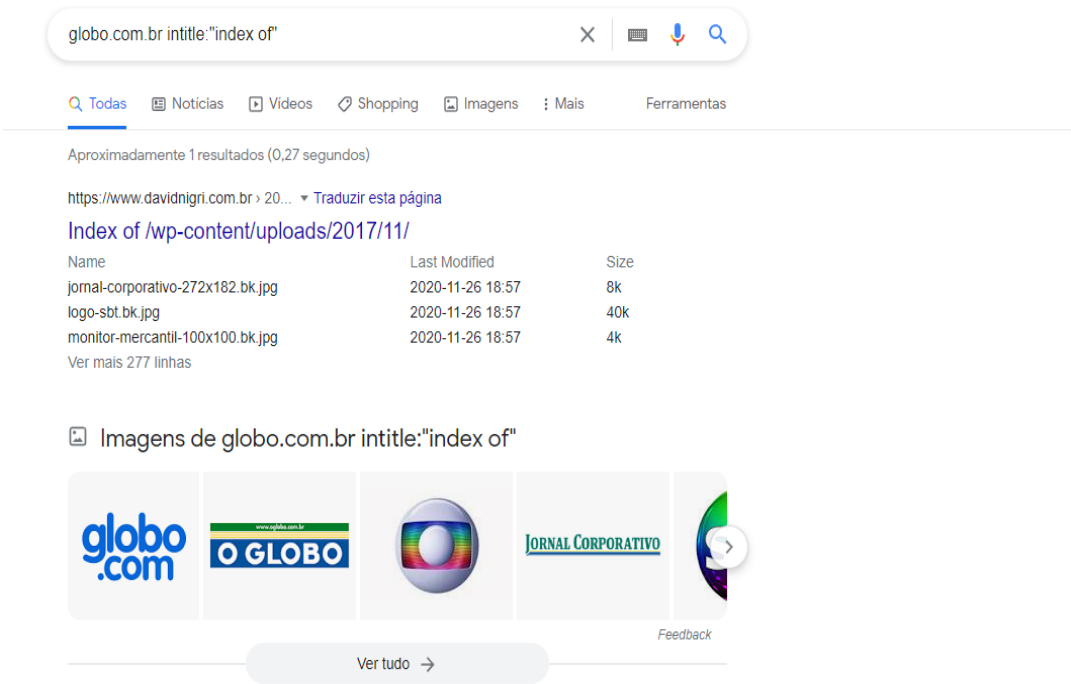 globo.com.br intitle:"index of"
Todas Notícias Vídeos Shopping Imagens Mais Ferramentas
Aproximadamente 1 resultados (0,27 segundos)
https://www.davidnigri.com.br › 20... Traduzir esta página
Index of /wp-content/uploads/2017/11/
Name Last Modified Size
jornal-corporativo-272x182.bk.jpg 2020-11-26 18:57 8k
logo-sbt.bk.jpg 2020-11-26 18:57 40k
monitor-mercantil-100x100.bk.jpg 2020-11-26 18:57 4k
Ver mais 277 linhas
Imagens de globo.com.br intitle:"index of"
globo
.com
www.oglobo.com.br
O GLOBO
JORNAL CORPORATIVO
Feedback
Ver tudo